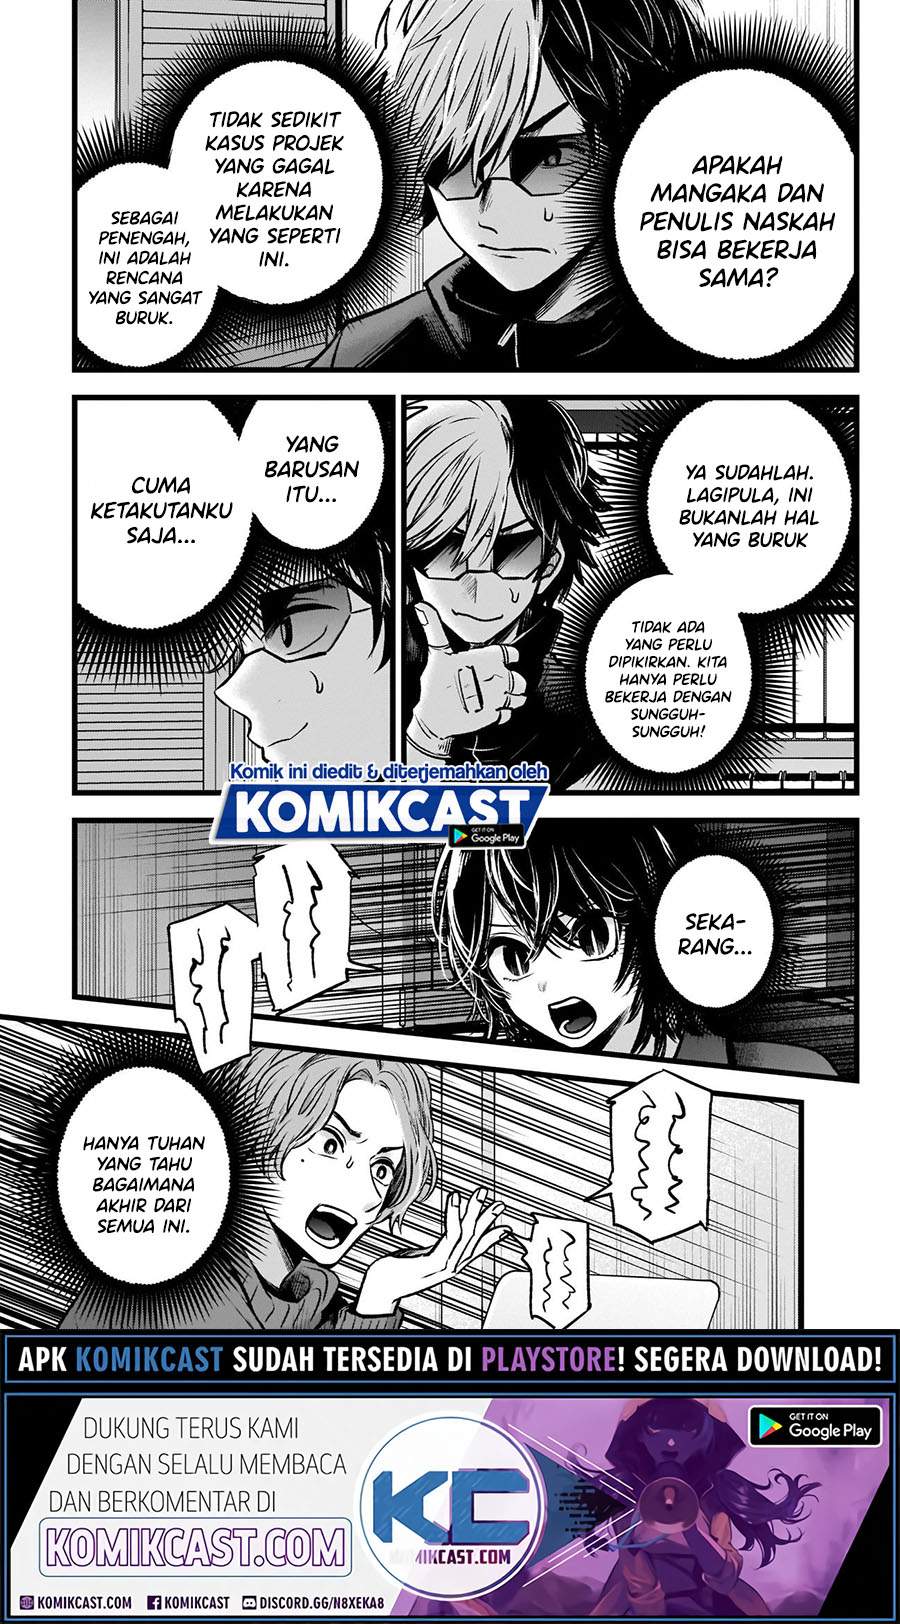 APAKAH
MANGAKA DAN
PENULIS NASKAH
BISA BEKERJA
SAMA?
TIDAK SEDIKIT
KASUS PROJEK
YANG GAGAL
KARENA
MELAKUKAN
YANG SEPERTI
INI.
SEBAGAI
PENENGAH,
INI ADALAH
RENCANA
YANG SANGAT
BURUK.
YA SUDAHLAH.
LAGIPULA, INI
BUKANLAH HAL
YANG BURUK
TIDAK ADA
YANG PERLU
DIPIKIRKAN. KITA
HANYA PERLU
BEKERJA DENGAN
SUNGGUH-
SUNGGUH!
YANG
BARUSAN
ITU...
CUMA
KETAKUTANKU
SAJA...
Komik ini diedit & diterjemahkan oleh
KOMIKCAST
GET IT ON
Google Play
SEKA-
RANG...
HANYA TUHAN
YANG TAHU
BAGAIMANA
AKHIR DARI
SEMUA INI.
APK KOMIKCAST SUDAH TERSEDIA DI PLAYSTORE! SEGERA DOWNLOAD!
DUKUNG TERUS KAMI
DENGAN SELALU MEMBACA
DAN BERKOMENTAR DI
KOMIKCAST.COM
KOMIKCAST.COM KOMIKCAST DISCORD.GG/N8XEKA8
KC
KOMIKCAST.COM
GET IT ON
Google Play